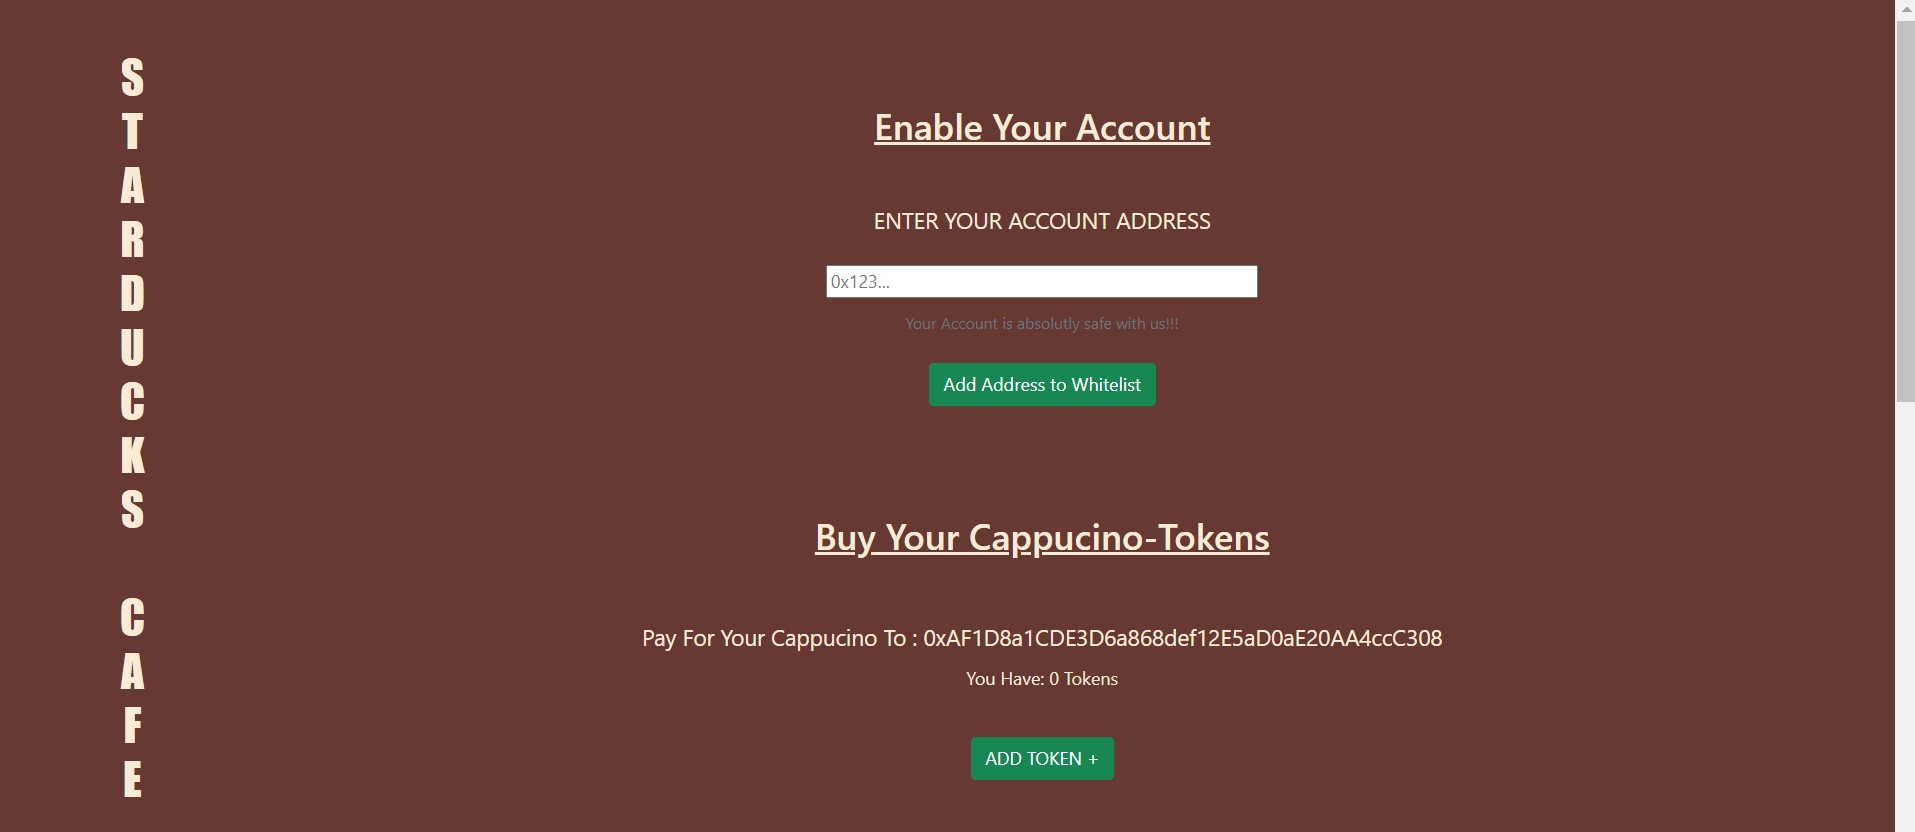 STARDUCKS CAFE
Enable Your Account
ENTER YOUR ACCOUNT ADDRESS
0x123...
Your Account is absolutly safe with us!!!
Add Address to Whitelist
Buy Your Cappucino-Tokens
Pay For Your Cappucino To : 0xAF1D8a1CDE3D6a868def12E5aD0aE20AA4ccC308
You Have: 0 Tokens
ADD TOKEN +